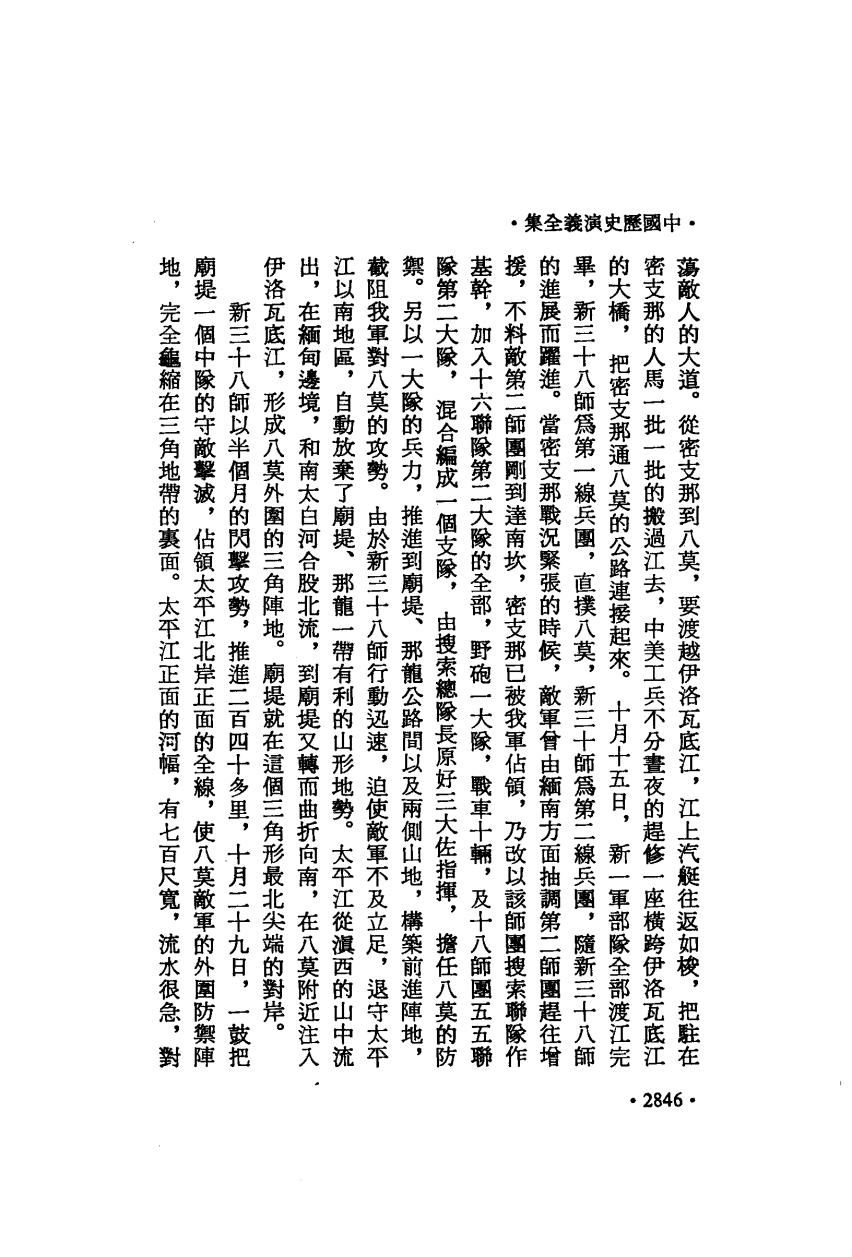 •中國歷史演義全集•
蕩敵人的大道。從密支那到八莫，要渡越伊洛瓦底江，江上汽艇往返如梭，把駐在
密支那的人馬一批一批的搬過江去，中美工兵不分晝夜的趕修一座橫跨伊洛瓦底江
的大橋，把密支那通八莫的公路連接起來。十月十五日，新一軍部隊全部渡江完
畢，新三十八師爲第一線兵團，直撲八莫，新三十師爲第二線兵團，隨新三十八師
的進展而躍進。當密支那戰況緊張的時候，敵軍曾由緬南方面抽調第二師團趕往增
援，不料敵第二師團剛到達南坎，密支那已被我軍佔領，乃改以該師團搜索聯隊作
基幹，加入十六聯隊第二大隊的全部，野砲一大隊，戰車十輛，及十八師團五五聯
隊第二大隊，混合編成一個支隊，由搜索總隊長原好三大佐指揮，擔任八莫的防
禦。另以一大隊的兵力，推進到廟堤、那龍公路間以及兩側山地，構築前進陣地，
截阻我軍對八莫的攻勢。由於新三十八師行動迅速，迫使敵軍不及立足，退守太平
江以南地區，自動放棄了廟堤、那龍一帶有利的山形地勢。太平江從滇西的山中流
出，在緬甸邊境，和南太白河合股北流，到廟堤又轉而曲折向南，在八莫附近注入
伊洛瓦底江，形成八莫外圍的三角陣地。廟堤就在這個三角形最北尖端的對岸。
新三十八師以半個月的閃擊攻勢，推進二百四十多里，十月二十九日，一鼓把
廟堤一個中隊的守敵擊滅，佔領太平江北岸正面的全線，使八莫敵軍的外圍防禦陣
地，完全龜縮在三角地帶的裏面。太平江正面的河幅，有七百尺寬，流水很急，對
•2846•